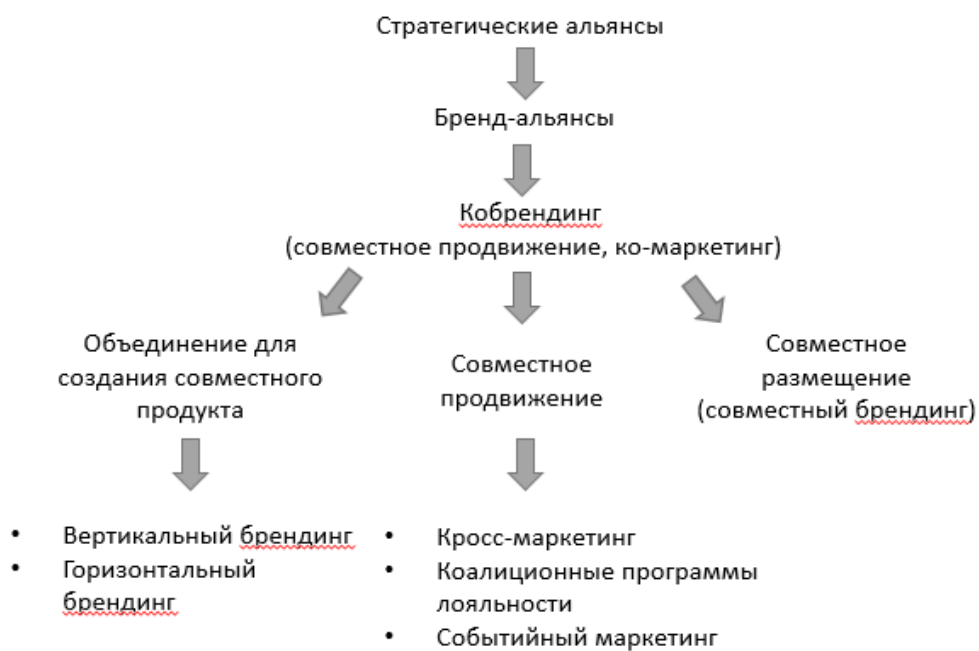 Стратегические альянсы
Бренд-альянсы
Кобрендинг
(совместное продвижение, ко-маркетинг)
Объединение для
создания совместного
продукта
Совместное
продвижение
Совместное
размещение
(совместный брендинг)
• Вертикальный брендинг
• Горизонтальный
брендинг
• Кросс-маркетинг
• Коалиционные программы
лояльности
• Событийный маркетинг